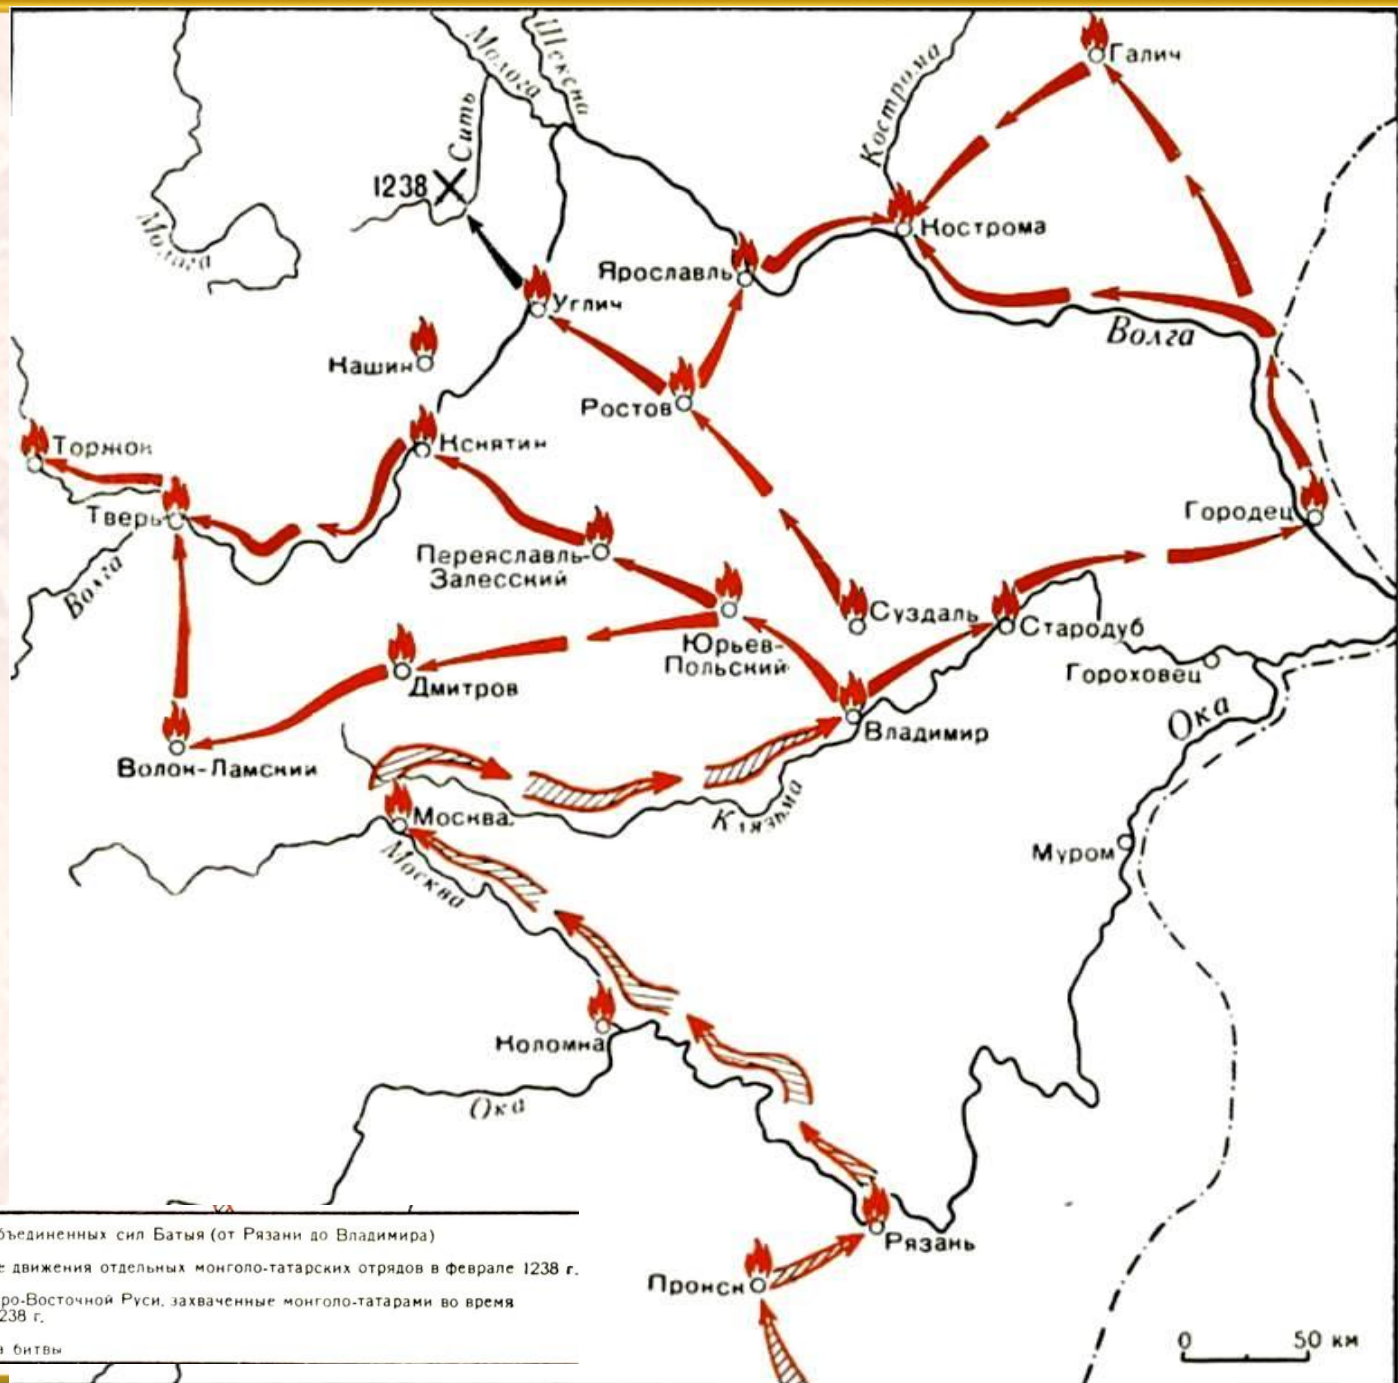 Молога
Шексна
Кострома
Галич
Сить
1238
Молога
Кострома
Ярославль
Углич
Волга
Кашин
Ростов
Торжок
Кснятин
Городец
Тверь
Переяславль-
Залесский
Волга
Суздаль
Стародуб
Юрьев-
Польский
Гороховец
Дмитров
Ока
Владимир
Волок-Ламский
Клязьма
Москва
Москва
Муром
Коломна
Ока
Рязань
Пронск
бъединенных сил Батыя (от Рязани до Владимира)
е движения отдельных монголо-татарских отрядов в феврале 1238 г.
ро-Восточной Руси, захваченные монголо-татарами во время
238 г.
а битвы
0 50 км